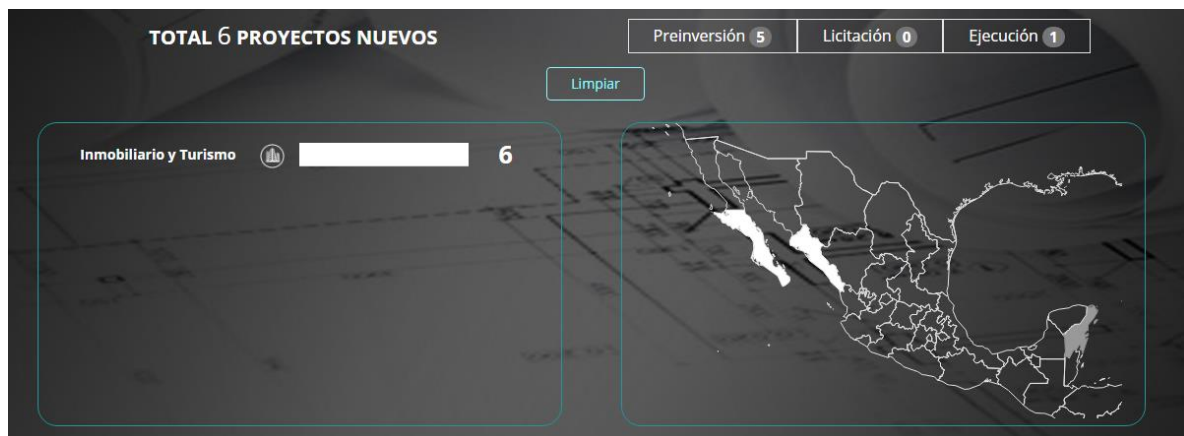 TOTAL 6 PROYECTOS NUEVOS
Preinversión 5
Licitación 0
Ejecución 1
Limpiar
Inmobiliario y Turismo 6